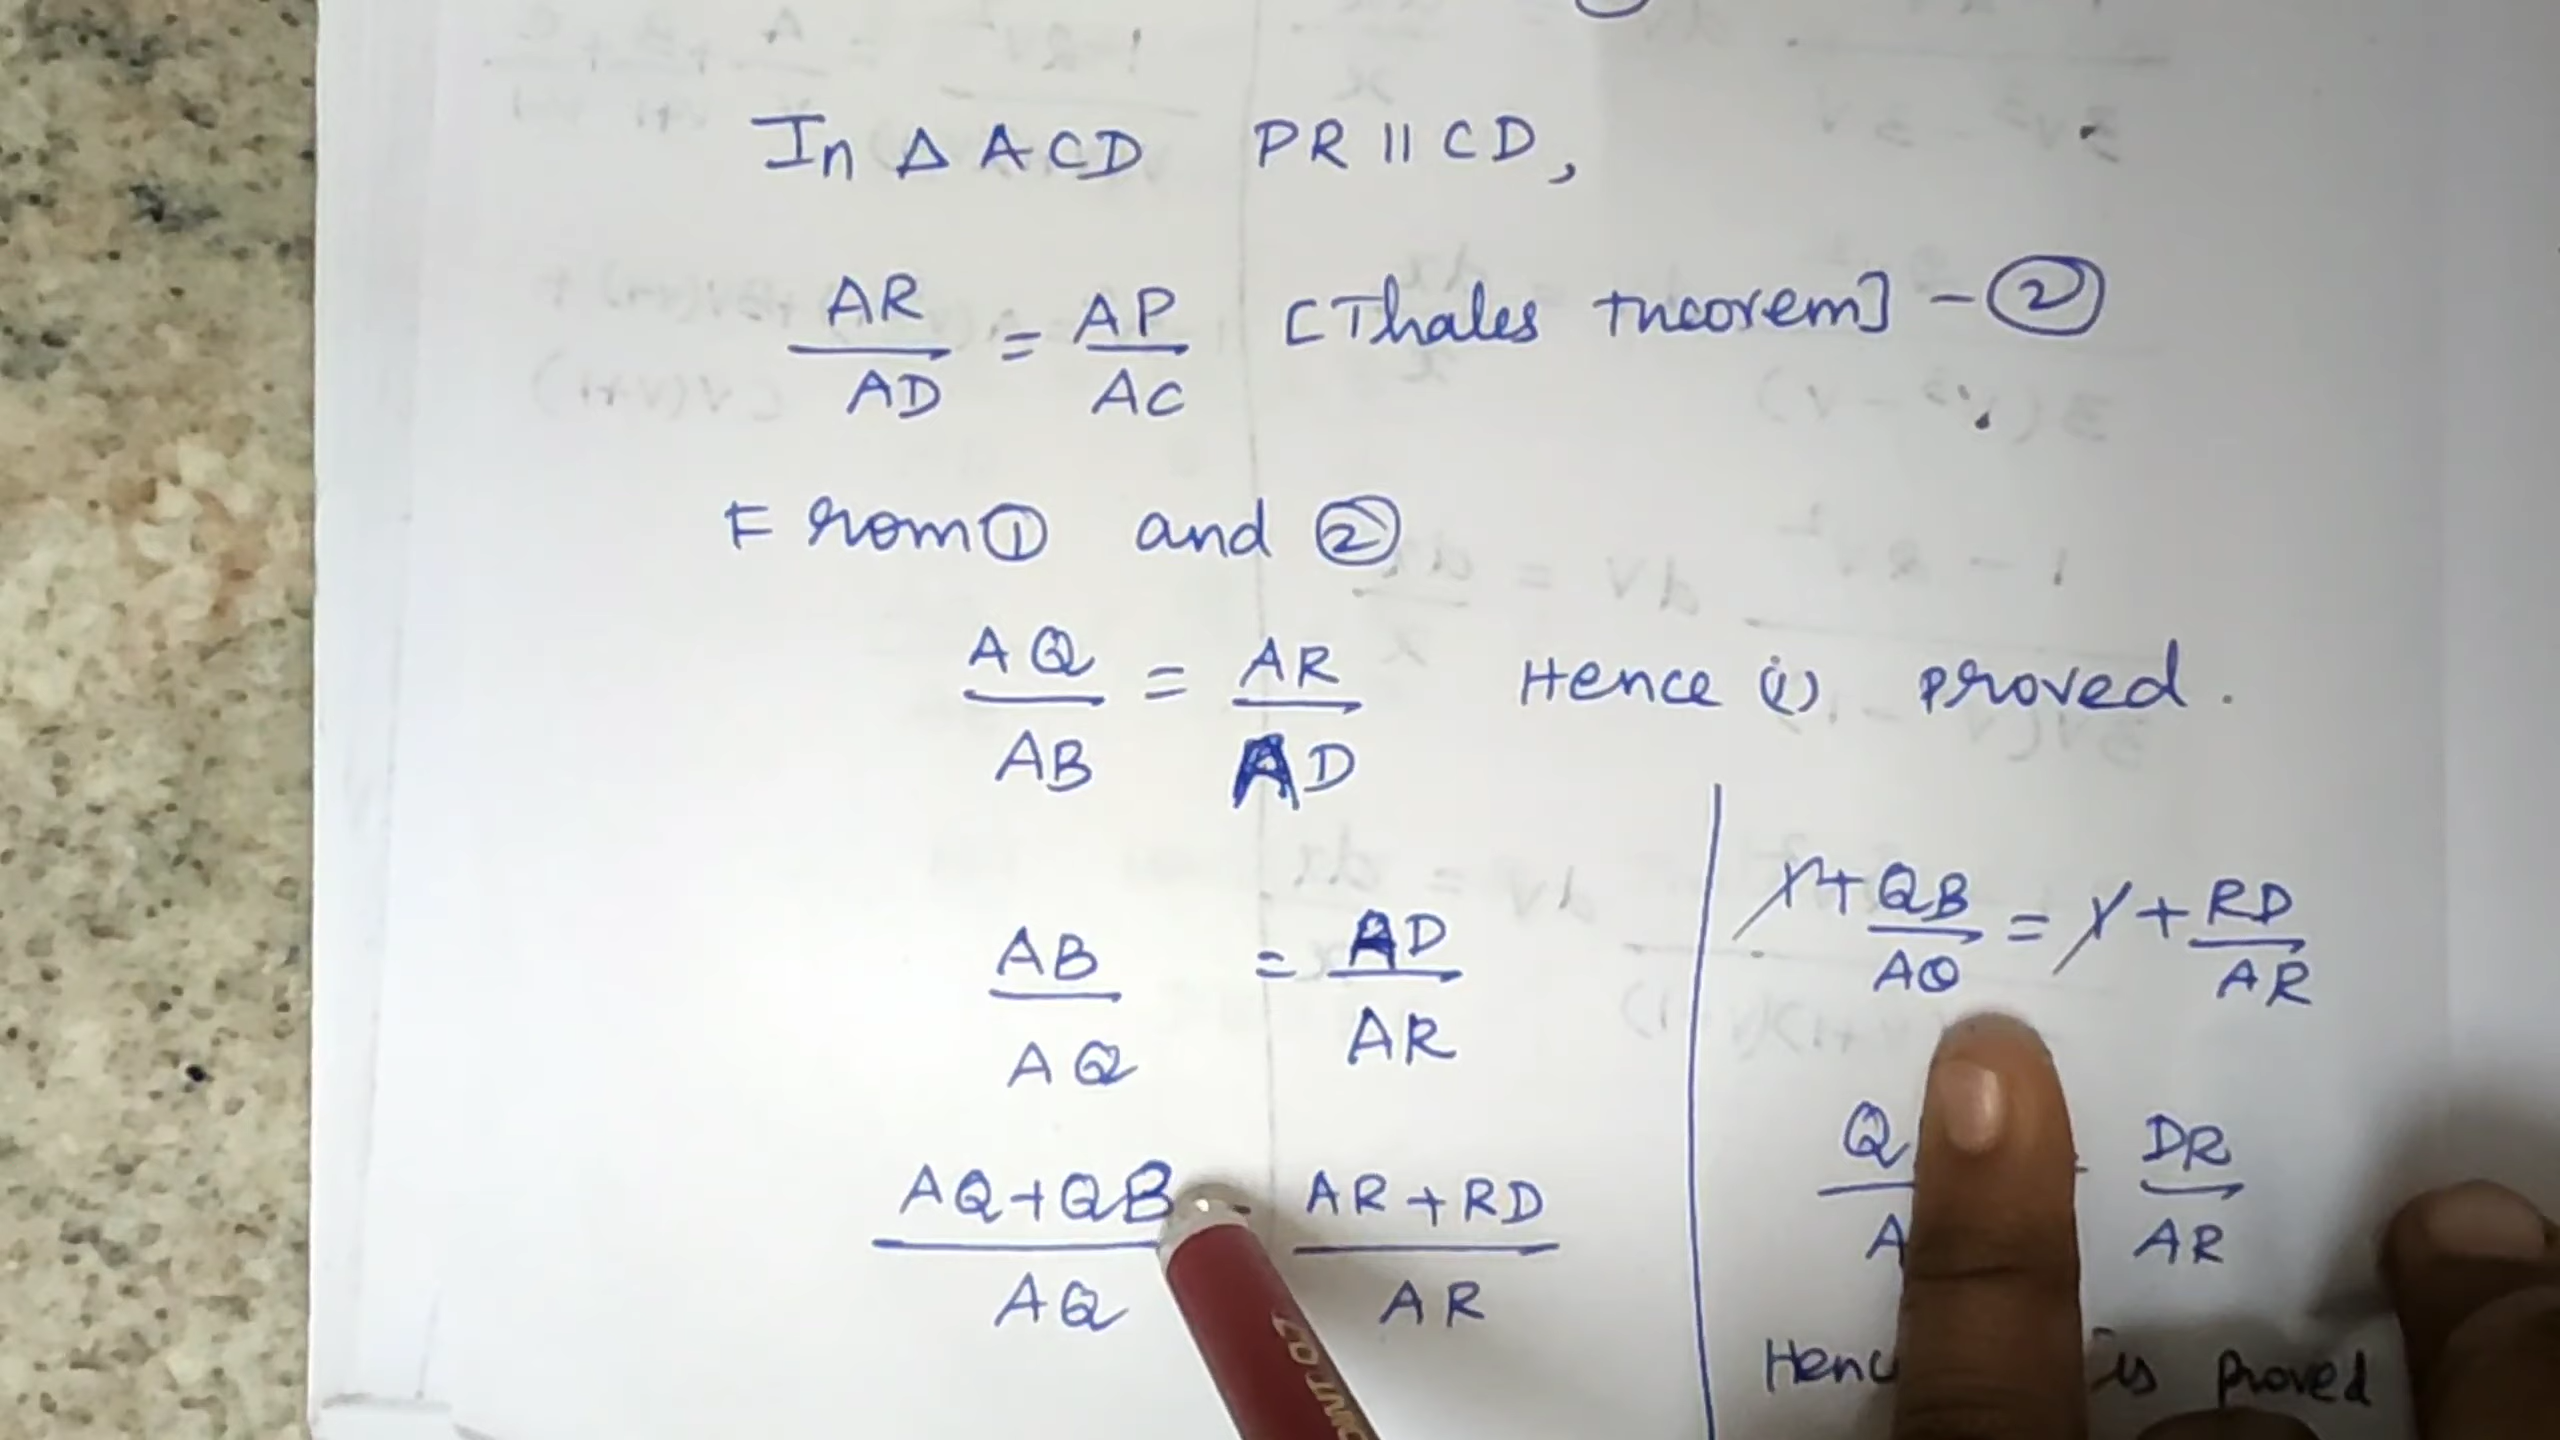 In Δ ACD PR || CD,
AR/AD = AP/AC [Thales theorem] - ②
From ① and ②
AQ/AB = AR/AD Hence (i) proved.
AB/AQ = AD/AR
AQ+QB/AQ AR+RD/AR
1+QB/AQ = 1+RD/AR
Q/A DR/AR
is proved